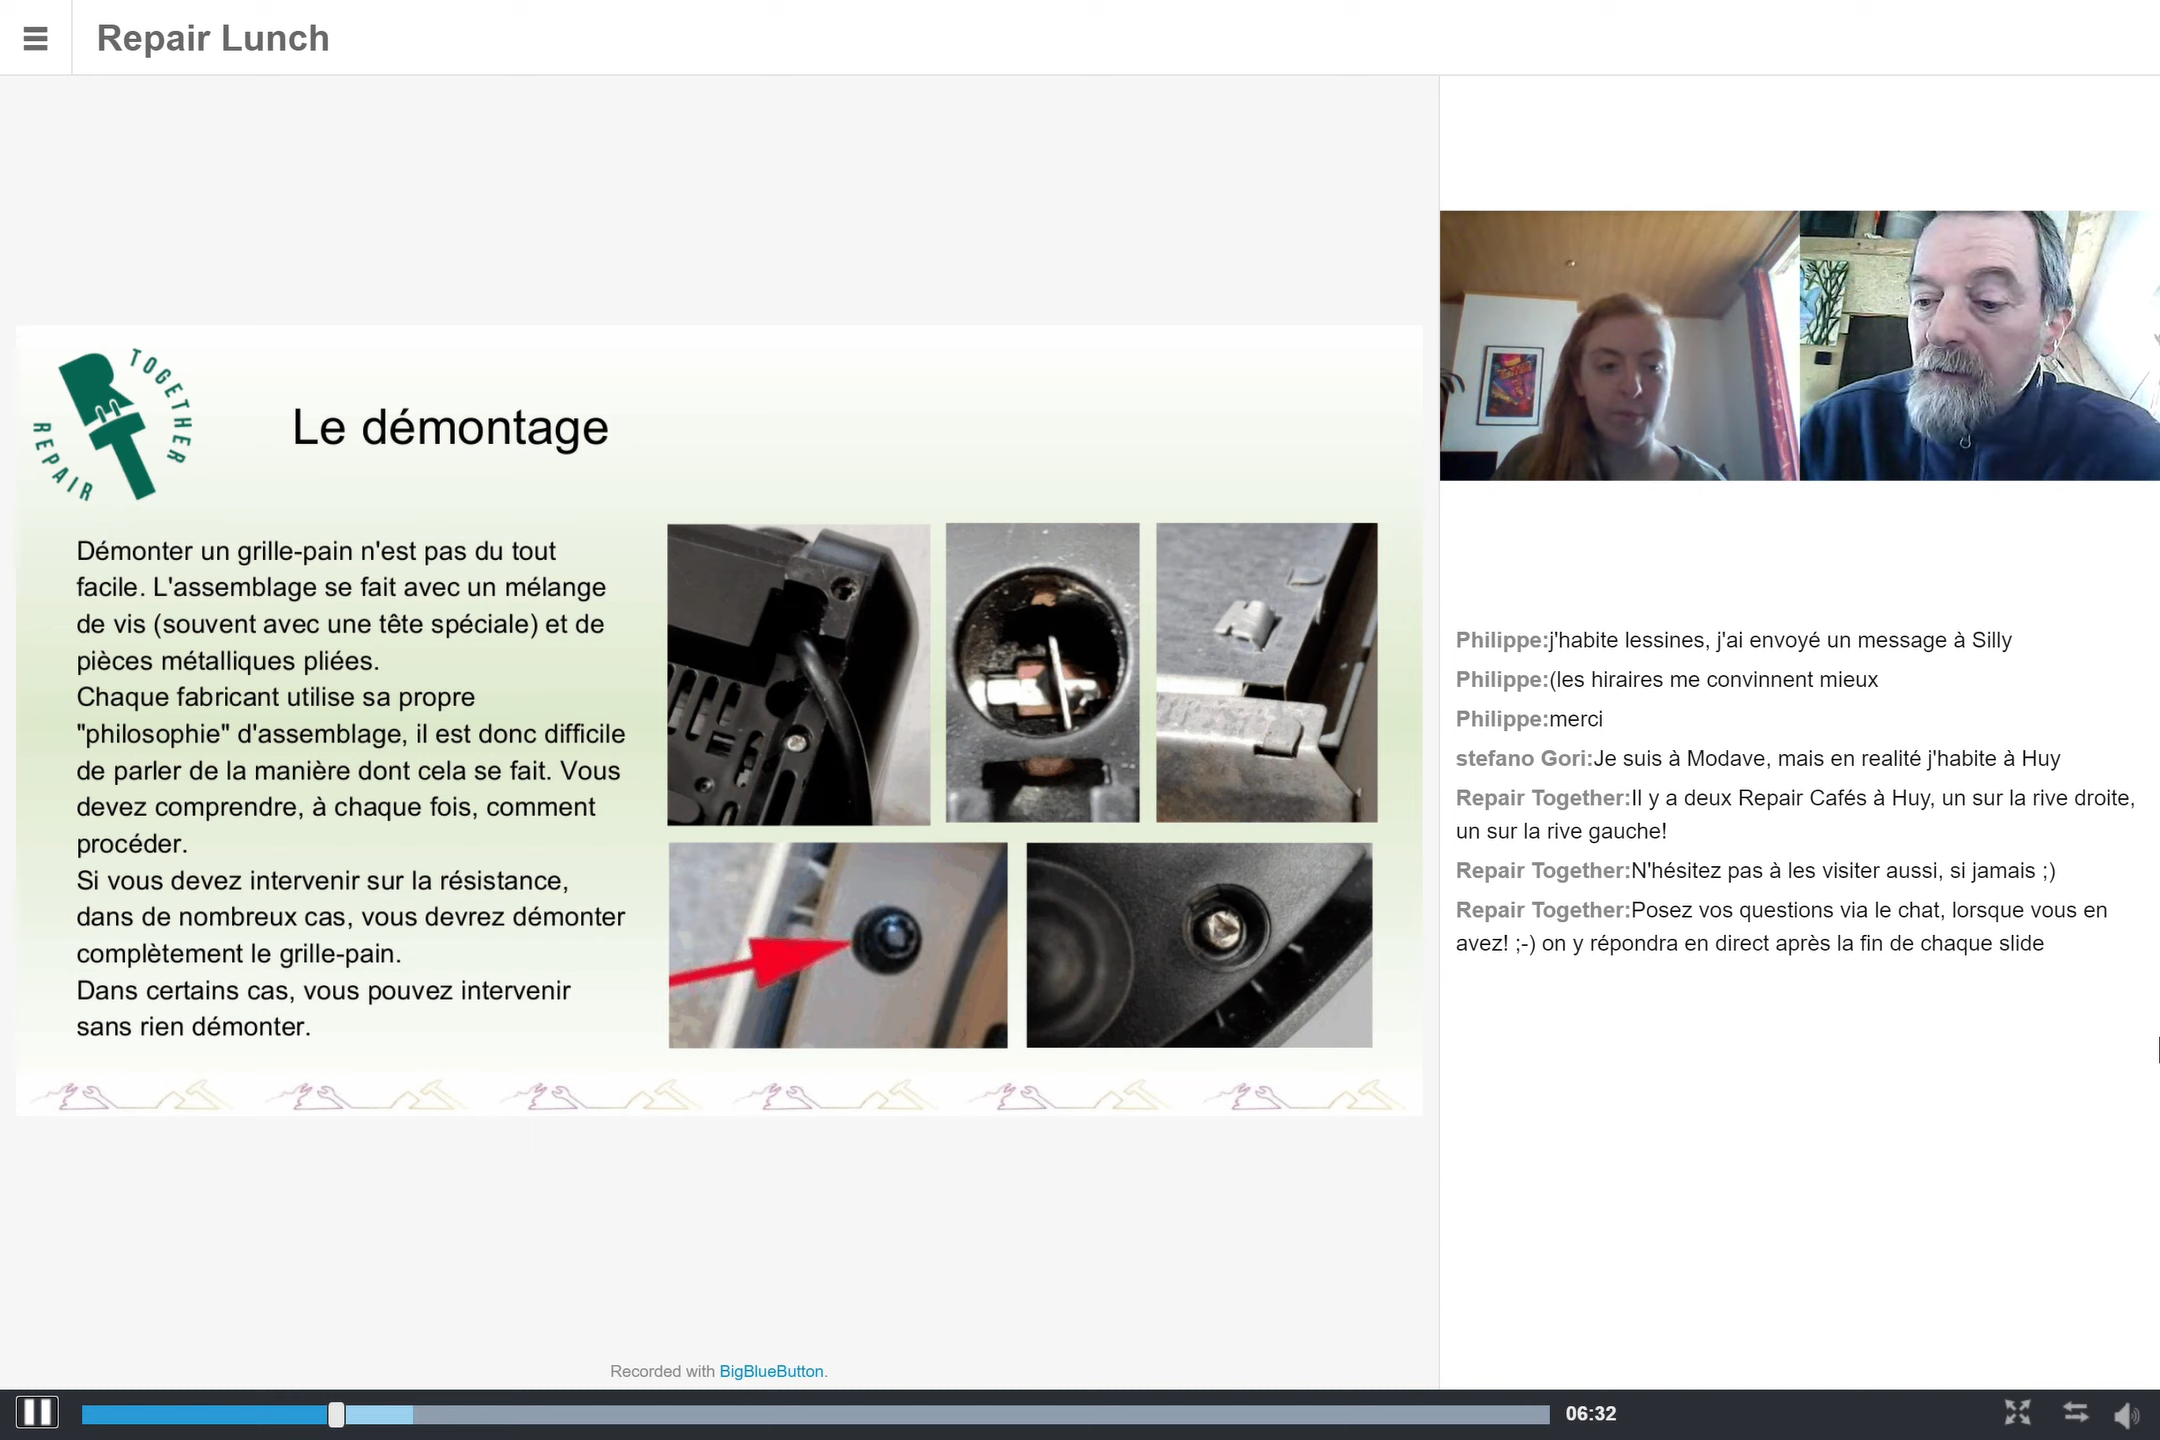 Repair Lunch
TOGETHER
REPAIR
Le démontage
Démonter un grille-pain n'est pas du tout
facile. L'assemblage se fait avec un mélange
de vis (souvent avec une tête spéciale) et de
pièces métalliques pliées.
Chaque fabricant utilise sa propre
"philosophie" d'assemblage, il est donc difficile
de parler de la manière dont cela se fait. Vous
devez comprendre, à chaque fois, comment
procéder.
Si vous devez intervenir sur la résistance,
dans de nombreux cas, vous devrez démonter
complètement le grille-pain.
Dans certains cas, vous pouvez intervenir
sans rien démonter.
Philippe:j'habite lessines, j'ai envoyé un message à Silly
Philippe:(les hiraires me convinnent mieux
Philippe:merci
stefano Gori:Je suis à Modave, mais en realité j'habite à Huy
Repair Together:Il y a deux Repair Cafés à Huy, un sur la rive droite,
un sur la rive gauche!
Repair Together:N'hésitez pas à les visiter aussi, si jamais ;)
Repair Together:Posez vos questions via le chat, lorsque vous en
avez! ;-) on y répondra en direct après la fin de chaque slide
Recorded with BigBlueButton.
06:32